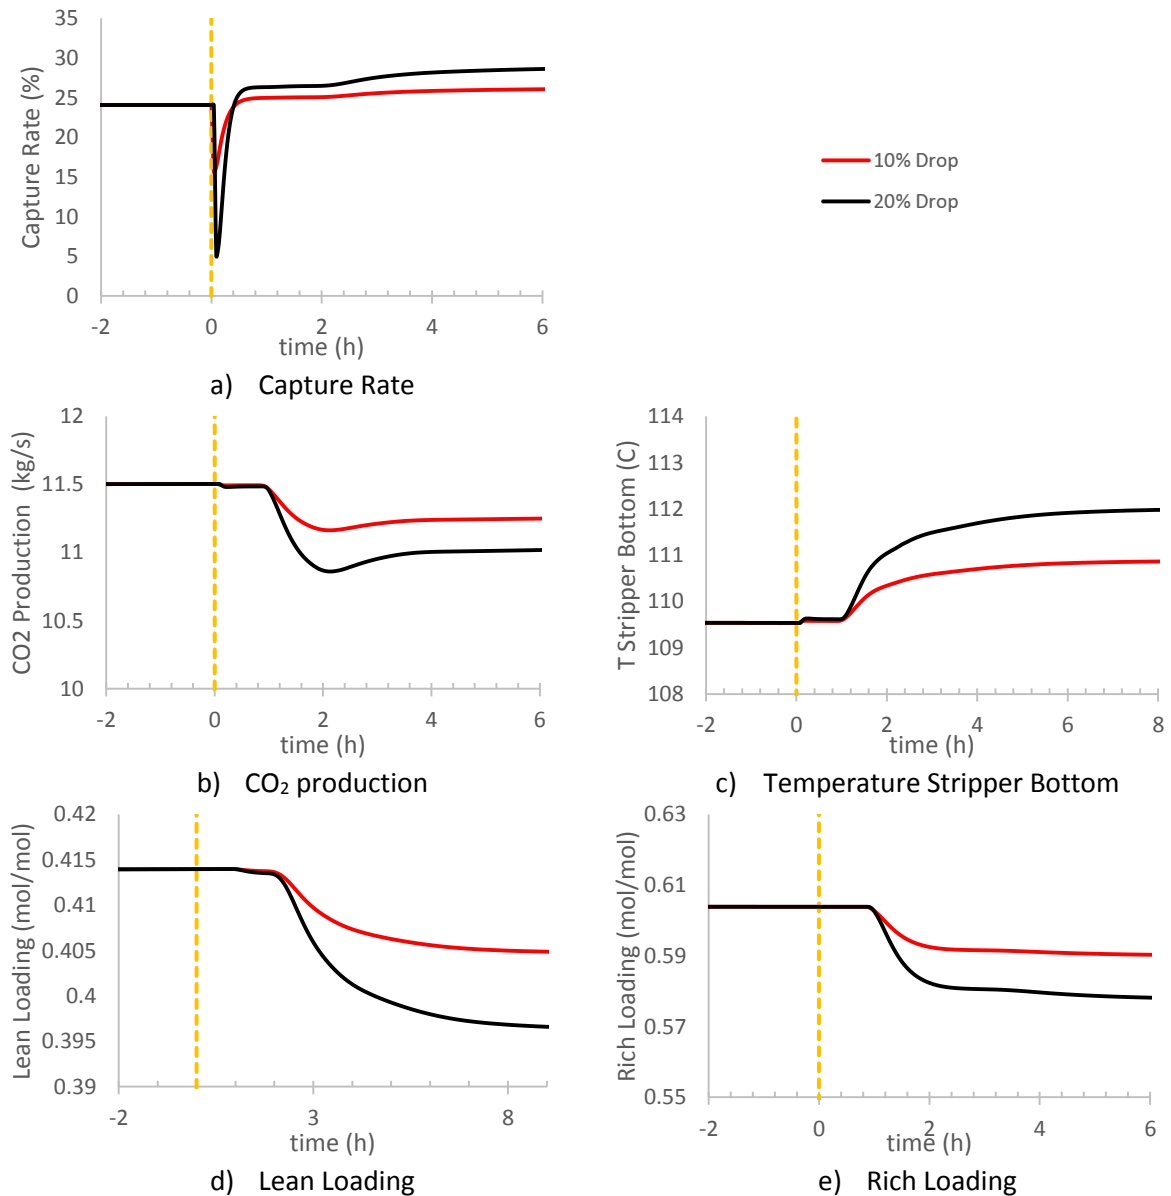 35
30
25
20
15
10
5
0
Capture Rate (%)
-2 0 2 4 6
time (h)
a) Capture Rate
10% Drop
20% Drop
12
11.5
11
10.5
10
CO2 Production (kg/s)
-2 0 2 4 6
time (h)
b) CO₂ production
114
113
112
111
110
109
108
T Stripper Bottom (C)
-2 0 2 4 6 8
time (h)
c) Temperature Stripper Bottom
0.42
0.415
0.41
0.405
0.4
0.395
0.39
Lean Loading (mol/mol)
-2 3 8
time (h)
d) Lean Loading
0.63
0.61
0.59
0.57
0.55
Rich Loading (mol/mol)
-2 0 2 4 6
time (h)
e) Rich Loading